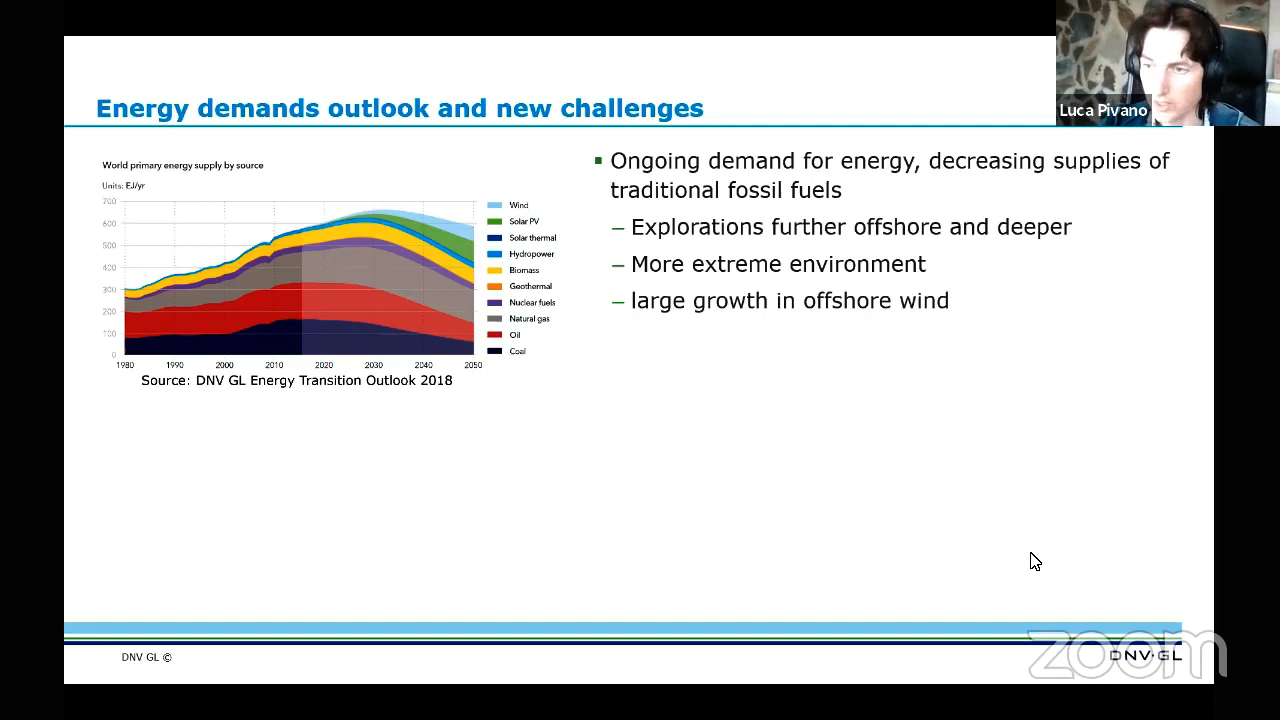 Luca Pivano
Energy demands outlook and new challenges
World primary energy supply by source
Units: EJ/yr
700
600
500
400
300
200
100
0
1980 1990 2000 2010 2020 2030 2040 2050
Wind
Solar PV
Solar thermal
Hydropower
Biomass
Geothermal
Nuclear fuels
Natural gas
Oil
Coal
Source: DNV GL Energy Transition Outlook 2018
Ongoing demand for energy, decreasing supplies of
traditional fossil fuels
– Explorations further offshore and deeper
– More extreme environment
– large growth in offshore wind
DNV GL ©
zoom
DNV·GL